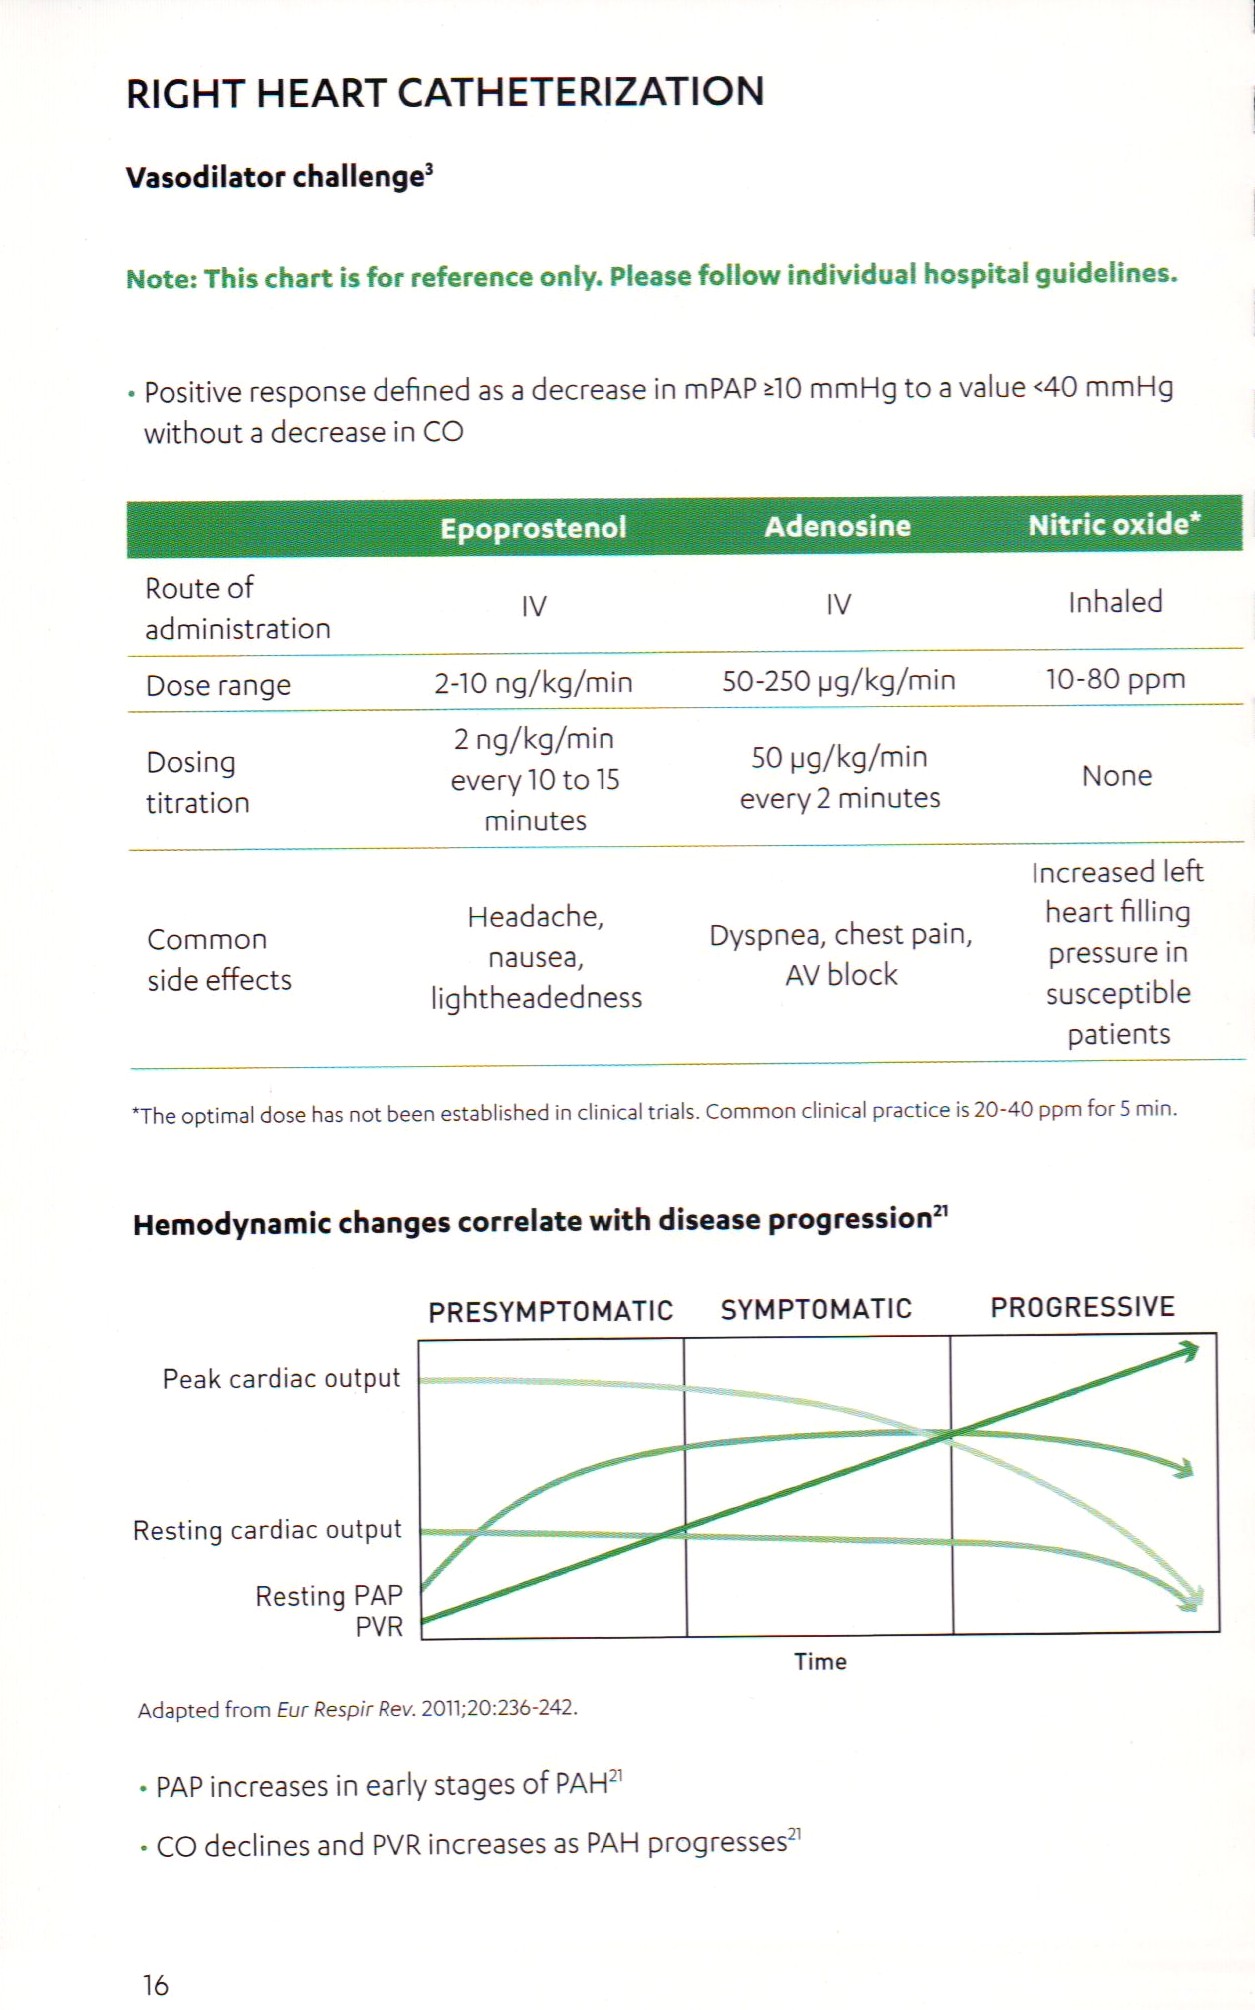 RIGHT HEART CATHETERIZATION
Vasodilator challenge³
Note: This chart is for reference only. Please follow individual hospital guidelines.
• Positive response defined as a decrease in mPAP ≥10 mmHg to a value <40 mmHg
without a decrease in CO
Epoprostenol Adenosine Nitric oxide*
Route of
administration
IV IV Inhaled
Dose range 2-10 ng/kg/min 50-250 µg/kg/min 10-80 ppm
Dosing
titration
2 ng/kg/min
every 10 to 15
minutes
50 µg/kg/min
every 2 minutes
None
Common
side effects
Headache,
nausea,
lightheadedness
Dyspnea, chest pain,
AV block
Increased left
heart filling
pressure in
susceptible
patients
*The optimal dose has not been established in clinical trials. Common clinical practice is 20-40 ppm for 5 min.
Hemodynamic changes correlate with disease progression²¹
PRESYMPTOMATIC SYMPTOMATIC PROGRESSIVE
Peak cardiac output
Resting cardiac output
Resting PAP
PVR
Time
Adapted from Eur Respir Rev. 2011;20:236-242.
• PAP increases in early stages of PAH²¹
• CO declines and PVR increases as PAH progresses²¹
16